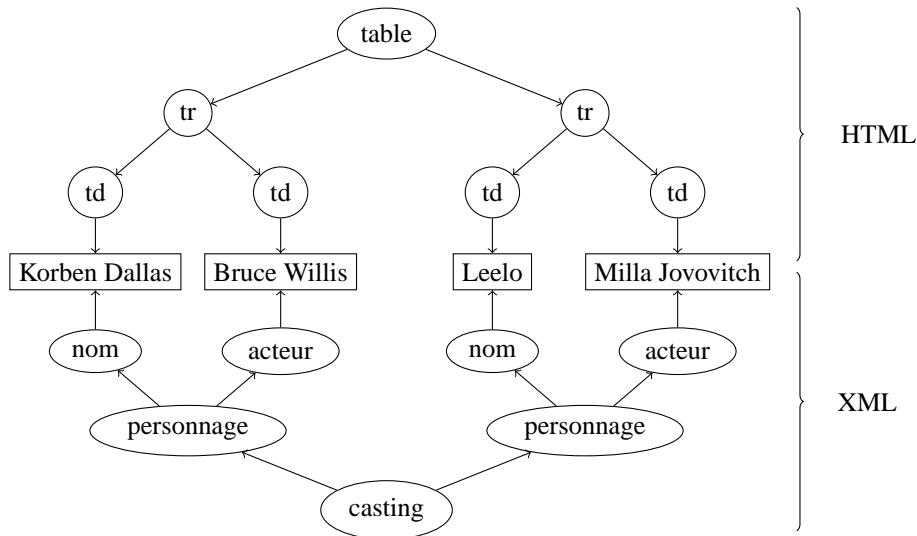 table
tr tr
HTML
td td td td
Korben Dallas Bruce Willis Leelo Milla Jovovitch
nom acteur nom acteur
XML
personnage personnage
casting